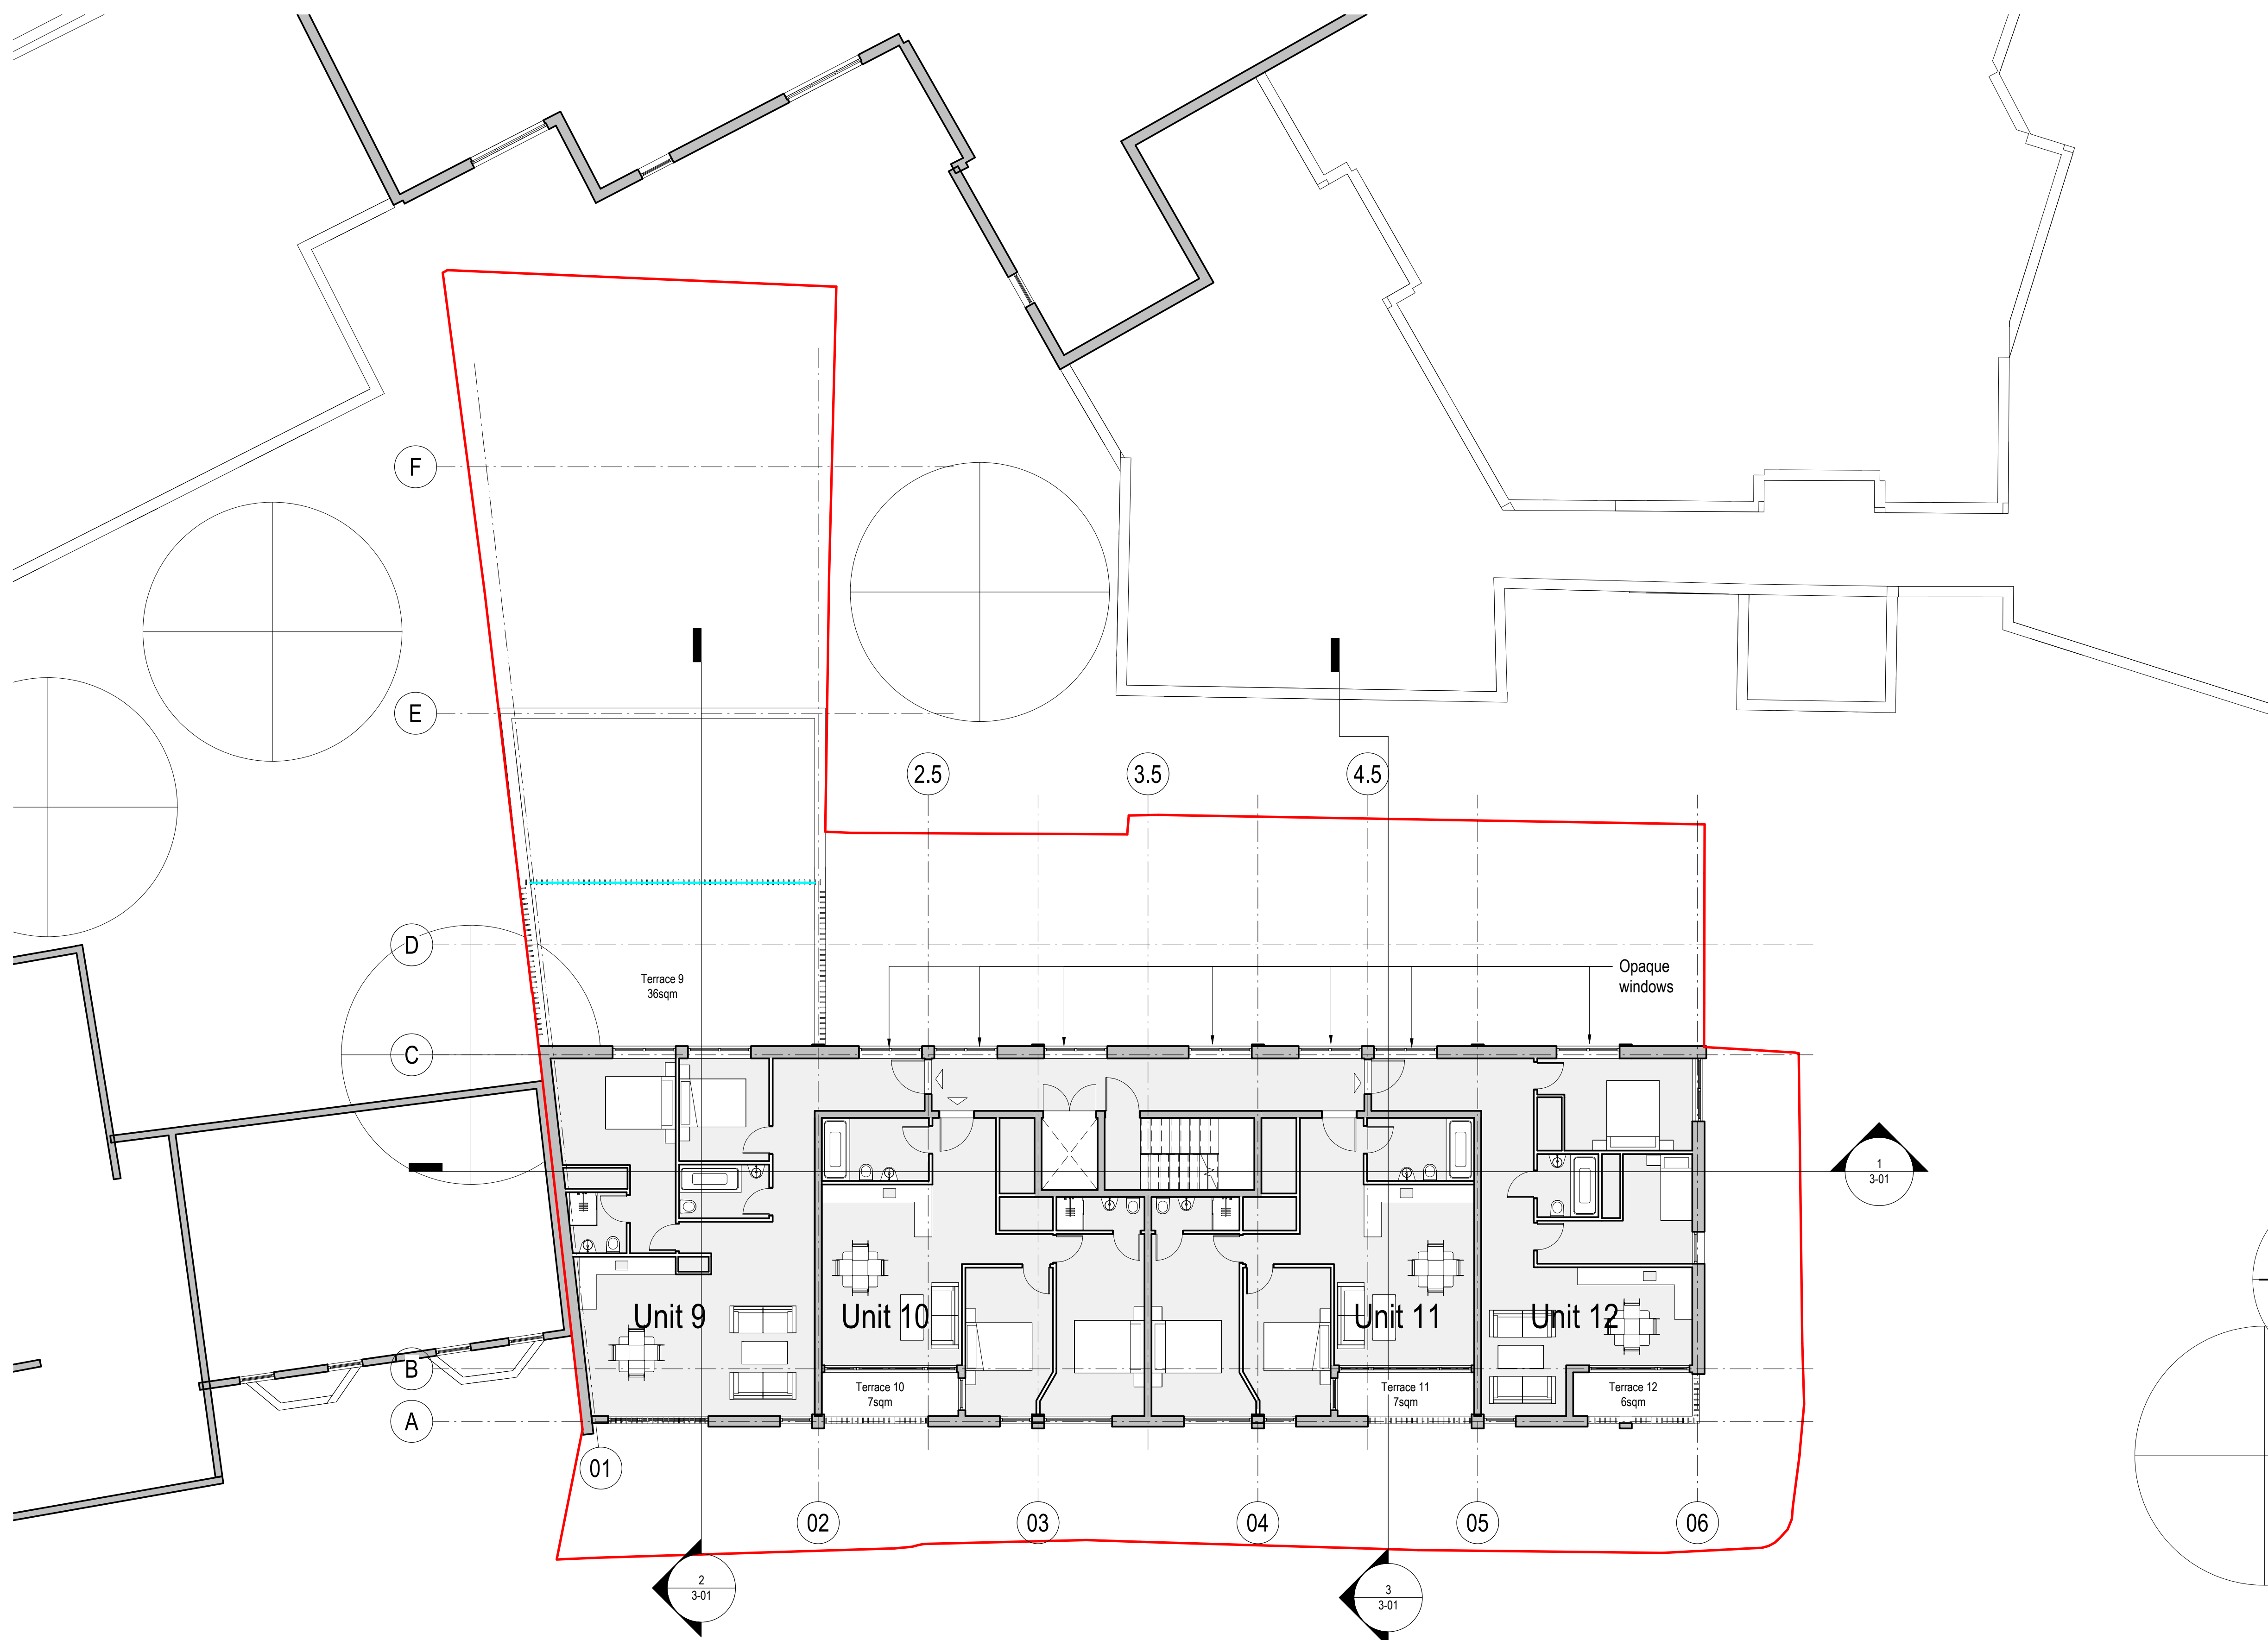 F
E
2.5
3.5
4.5
D
Opaque
windows
Terrace 9
36sqm
C
1
3-01
Unit 9
Unit 10
Unit 11
Unit 12
B
Terrace 10
7sqm
Terrace 11
7sqm
Terrace 12
6sqm
A
01
02
03
04
05
06
2
3-01
3
3-01